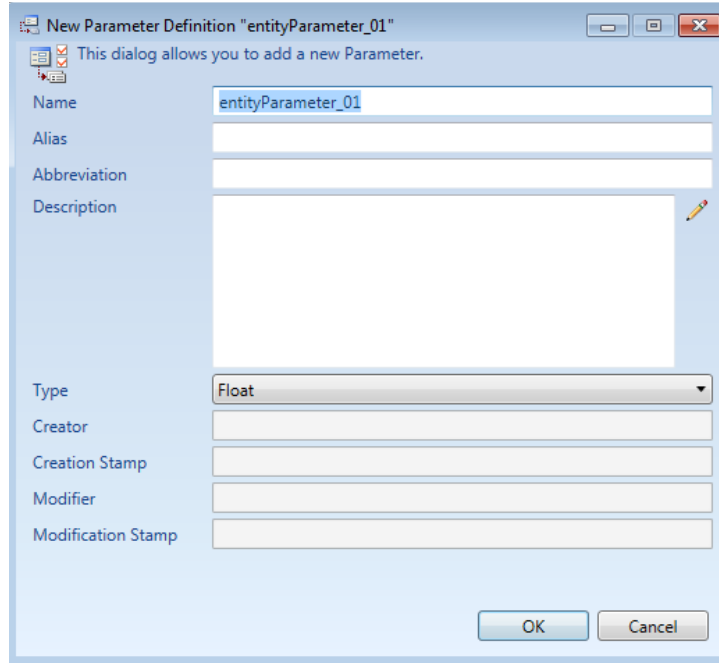 New Parameter Definition "entityParameter_01"
This dialog allows you to add a new Parameter.
Name entityParameter_01
Alias
Abbreviation
Description
Type Float
Creator
Creation Stamp
Modifier
Modification Stamp
OK Cancel